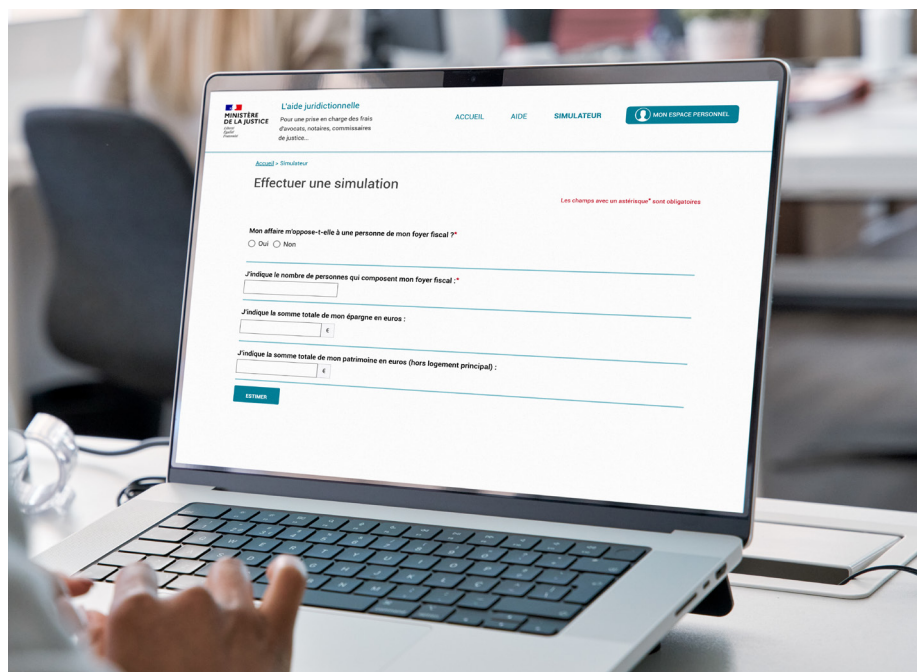 MINISTÈRE
DE LA JUSTICE
Liberté
Égalité
Fraternité
L'aide juridictionnelle
Pour une prise en charge des frais
d'avocats, notaires, commissaires
de justice...
ACCUEIL
AIDE
SIMULATEUR
MON ESPACE PERSONNEL
Accueil > Simulateur
Effectuer une simulation
Les champs avec un astérisque* sont obligatoires
Mon affaire m'oppose-t-elle à une personne de mon foyer fiscal ?*
Oui Non
J'indique le nombre de personnes qui composent mon foyer fiscal :*
J'indique la somme totale de mon épargne en euros :
€
J'indique la somme totale de mon patrimoine en euros (hors logement principal) :
€
ESTIMER